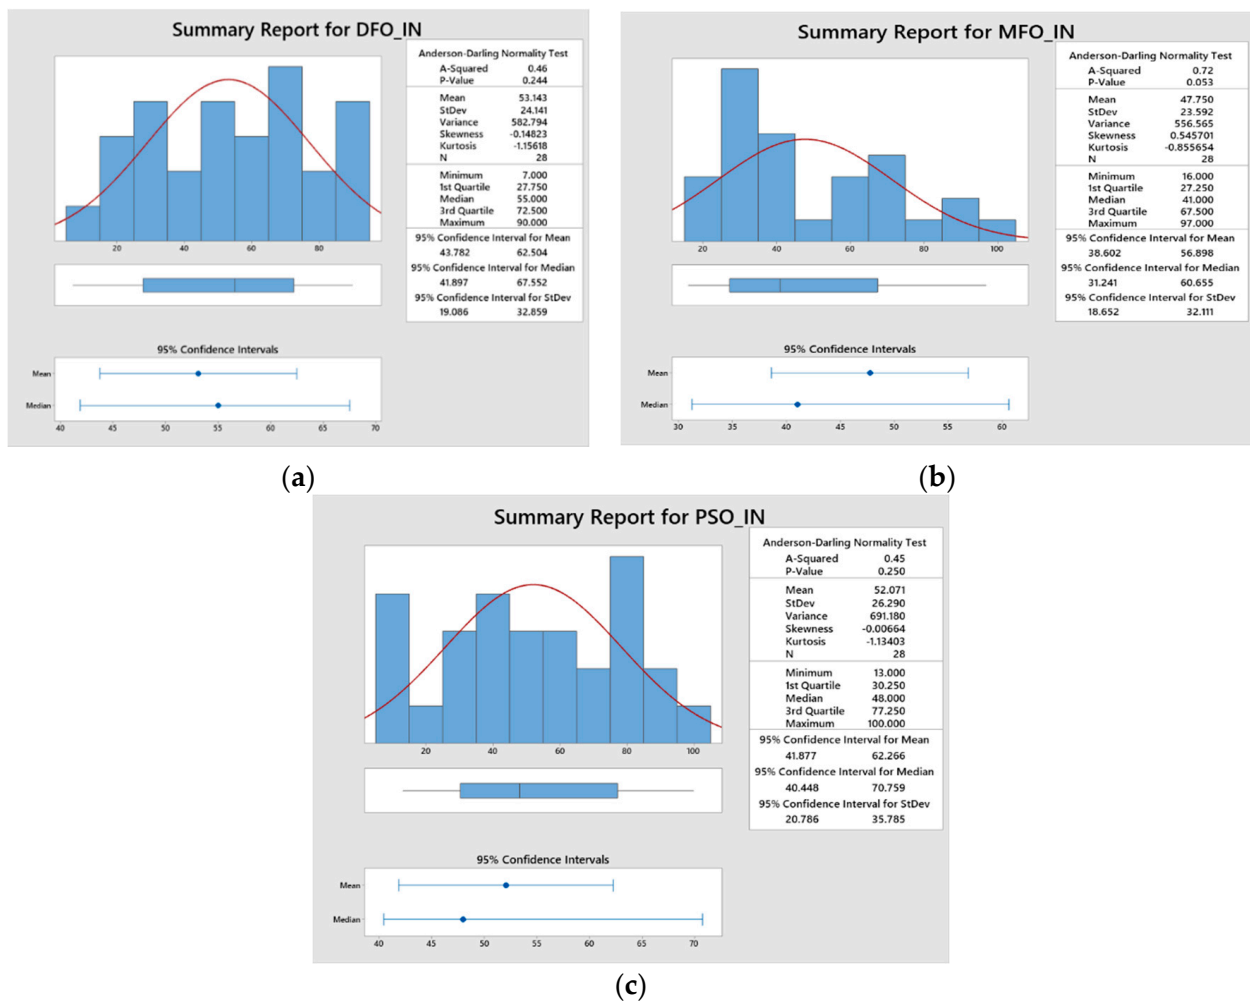 Summary Report for DFO_IN
Anderson-Darling Normality Test
A-Squared 0.46
P-Value 0.244
Mean 53.143
StDev 24.141
Variance 582.794
Skewness -0.14823
Kurtosis -1.15618
N 28
Minimum 7.000
1st Quartile 27.750
Median 55.000
3rd Quartile 72.500
Maximum 90.000
95% Confidence Interval for Mean
43.782 62.504
95% Confidence Interval for Median
41.897 67.552
95% Confidence Interval for StDev
19.086 32.859
20 40 60 80
95% Confidence Intervals
Mean
Median
40 45 50 55 60 65 70
(a)
Summary Report for MFO_IN
Anderson-Darling Normality Test
A-Squared 0.72
P-Value 0.053
Mean 47.750
StDev 23.592
Variance 556.565
Skewness 0.545701
Kurtosis -0.855654
N 28
Minimum 16.000
1st Quartile 27.250
Median 41.000
3rd Quartile 67.500
Maximum 97.000
95% Confidence Interval for Mean
38.602 56.898
95% Confidence Interval for Median
31.241 60.655
95% Confidence Interval for StDev
18.652 32.111
20 40 60 80 100
95% Confidence Intervals
Mean
Median
30 35 40 45 50 55 60
(b)
Summary Report for PSO_IN
Anderson-Darling Normality Test
A-Squared 0.45
P-Value 0.250
Mean 52.071
StDev 26.290
Variance 691.180
Skewness -0.00664
Kurtosis -1.13403
N 28
Minimum 13.000
1st Quartile 30.250
Median 48.000
3rd Quartile 77.250
Maximum 100.000
95% Confidence Interval for Mean
41.877 62.266
95% Confidence Interval for Median
40.448 70.759
95% Confidence Interval for StDev
20.786 35.785
20 40 60 80 100
95% Confidence Intervals
Mean
Median
40 45 50 55 60 65 70
(c)